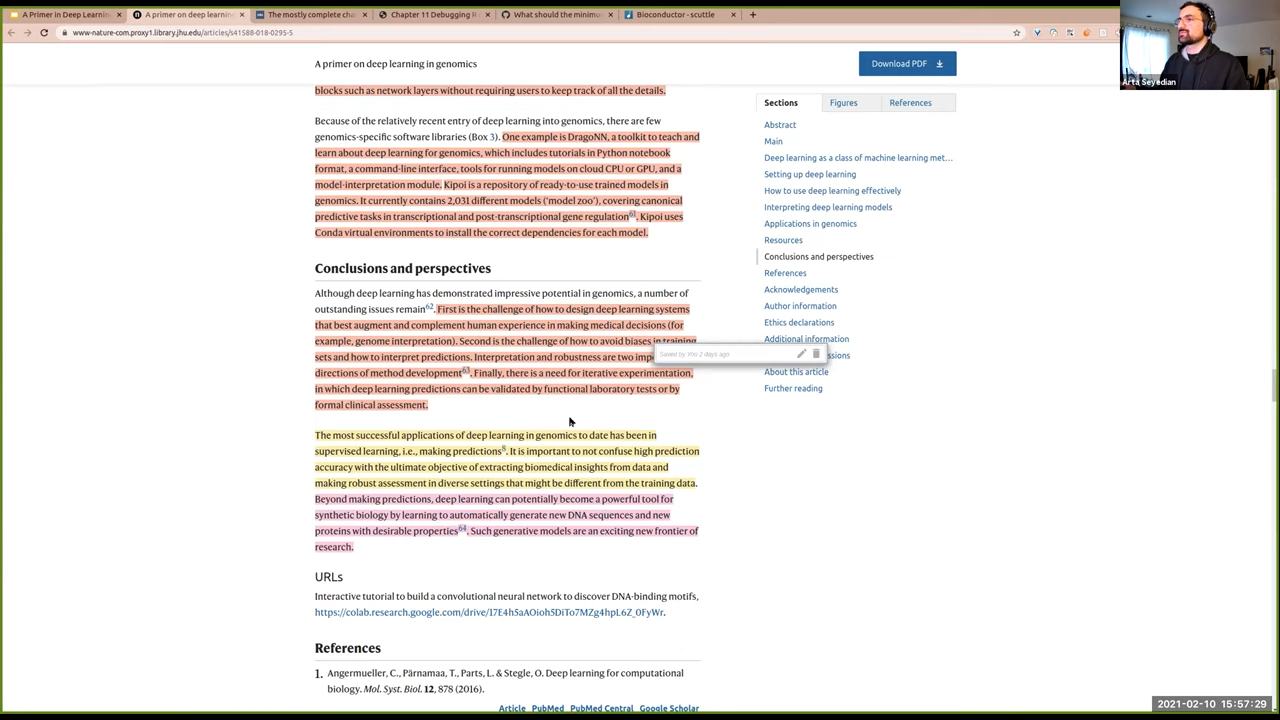 A Primer in Deep Learning
A primer on deep learning
The mostly complete cha
Chapter 11 Debugging R
What should the minimu
Bioconductor - scuttle
www-nature-com.proxy1.library.jhu.edu/articles/s41588-018-0295-5
Arta Seyedian
A primer on deep learning in genomics
Download PDF
blocks such as network layers without requiring users to keep track of all the details.
Because of the relatively recent entry of deep learning into genomics, there are few
genomics-specific software libraries (Box 3). One example is DragoNN, a toolkit to teach and
learn about deep learning for genomics, which includes tutorials in Python notebook
format, a command-line interface, tools for running models on cloud CPU or GPU, and a
model-interpretation module. Kipoi is a repository of ready-to-use trained models in
genomics. It currently contains 2,031 different models ('model zoo'), covering canonical
predictive tasks in transcriptional and post-transcriptional gene regulation61. Kipoi uses
Conda virtual environments to install the correct dependencies for each model.
Conclusions and perspectives
Although deep learning has demonstrated impressive potential in genomics, a number of
outstanding issues remain62. First is the challenge of how to design deep learning systems
that best augment and complement human experience in making medical decisions (for
example, genome interpretation). Second is the challenge of how to avoid biases in training
sets and how to interpret predictions. Interpretation and robustness are two impo
directions of method development63. Finally, there is a need for iterative experimentation,
in which deep learning predictions can be validated by functional laboratory tests or by
formal clinical assessment.
Saved by You 2 days ago
The most successful applications of deep learning in genomics to date has been in
supervised learning, i.e., making predictions8. It is important to not confuse high prediction
accuracy with the ultimate objective of extracting biomedical insights from data and
making robust assessment in diverse settings that might be different from the training data.
Beyond making predictions, deep learning can potentially become a powerful tool for
synthetic biology by learning to automatically generate new DNA sequences and new
proteins with desirable properties64. Such generative models are an exciting new frontier of
research.
URLs
Interactive tutorial to build a convolutional neural network to discover DNA-binding motifs,
https://colab.research.google.com/drive/17E4h5aAOioh5DiTo7MZg4hpL6Z_0FyWr.
References
1. Angermueller, C., Pärnamaa, T., Parts, L. & Stegle, O. Deep learning for computational
biology. Mol. Syst. Biol. 12, 878 (2016).
Article PubMed PubMed Central Google Scholar
Sections
Figures
References
Abstract
Main
Deep learning as a class of machine learning met…
Setting up deep learning
How to use deep learning effectively
Interpreting deep learning models
Applications in genomics
Resources
Conclusions and perspectives
References
Acknowledgements
Author information
Ethics declarations
Additional information
ssions
About this article
Further reading
2021-02-10 15:57:29